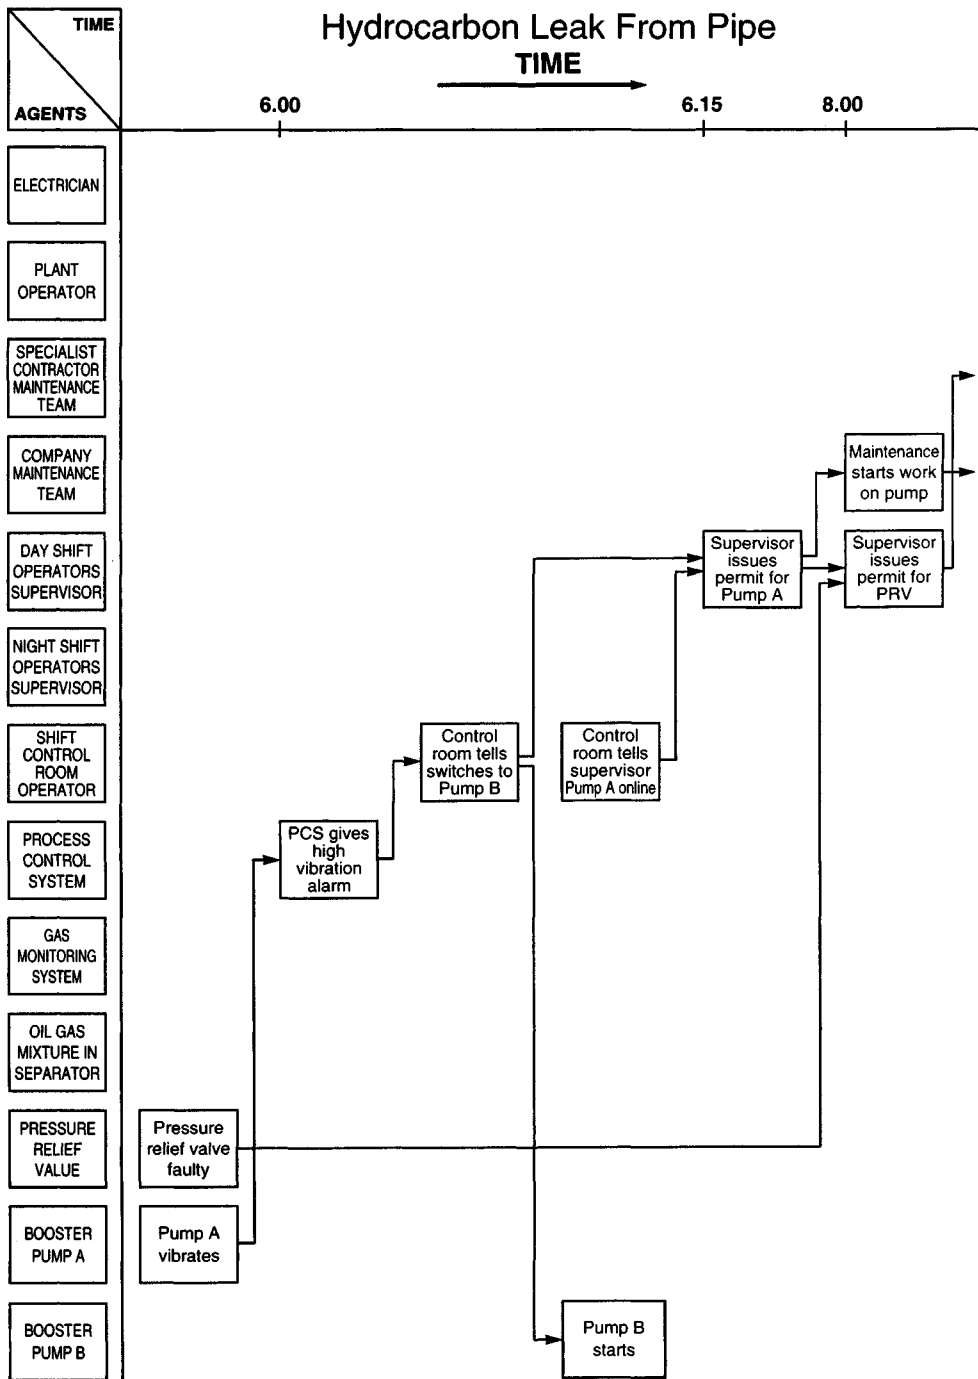 Hydrocarbon Leak From Pipe
TIME
TIME
AGENTS
6.00
6.15
8.00
ELECTRICIAN
PLANT
OPERATOR
SPECIALIST
CONTRACTOR
MAINTENANCE
TEAM
COMPANY
MAINTENANCE
TEAM
Maintenance
starts work
on pump
DAY SHIFT
OPERATORS
SUPERVISOR
Supervisor
issues
permit for
Pump A
Supervisor
issues
permit for
PRV
NIGHT SHIFT
OPERATORS
SUPERVISOR
SHIFT
CONTROL
ROOM
OPERATOR
Control
room tells
switches to
Pump B
Control
room tells
supervisor
Pump A online
PROCESS
CONTROL
SYSTEM
PCS gives
high
vibration
alarm
GAS
MONITORING
SYSTEM
OIL GAS
MIXTURE IN
SEPARATOR
PRESSURE
RELIEF
VALUE
Pressure
relief valve
faulty
BOOSTER
PUMP A
Pump A
vibrates
BOOSTER
PUMP B
Pump B
starts